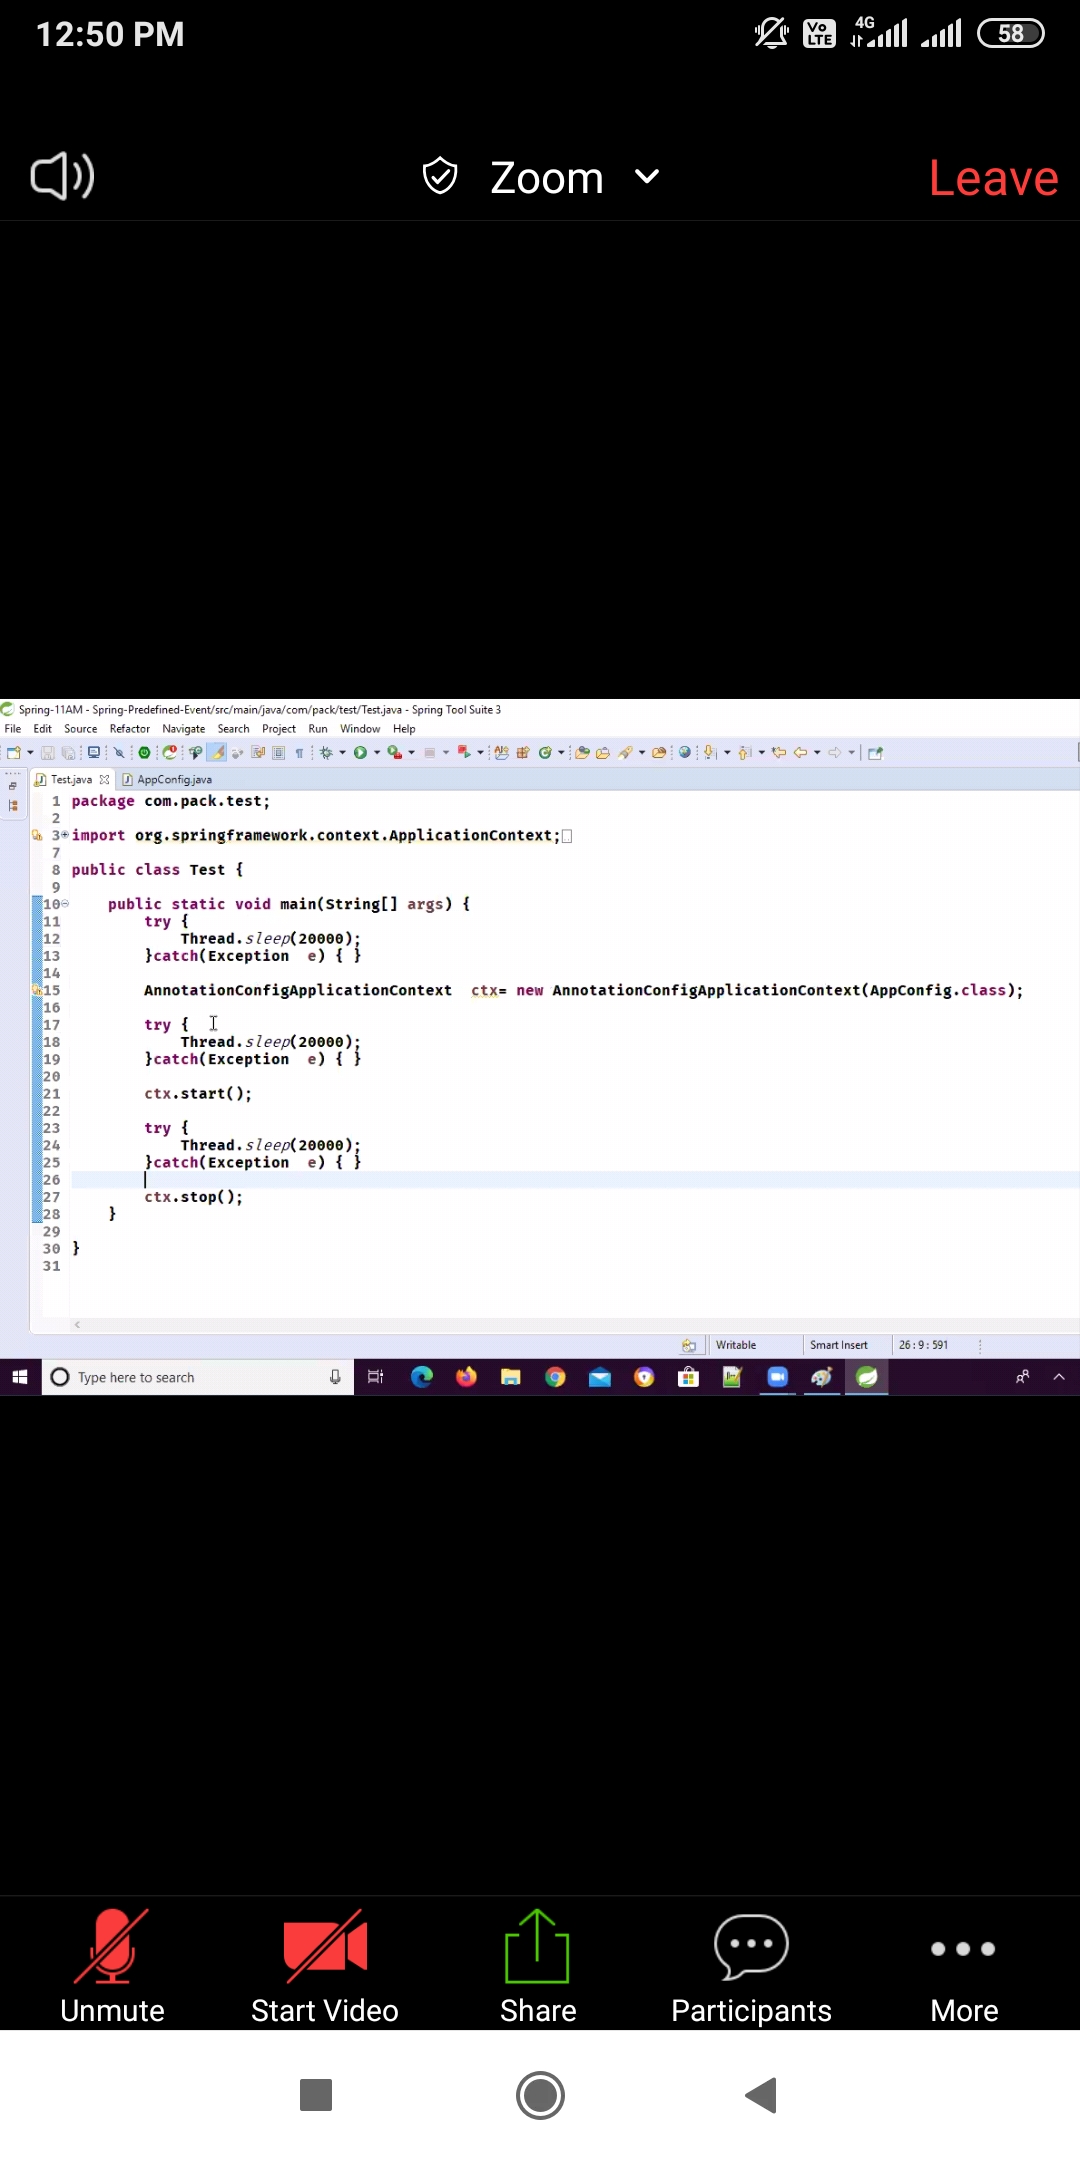 12:50 PM
Vo LTE
4G
58
Zoom
Leave
Spring-11AM - Spring-Predefined-Event/src/main/java/com/pack/test/Test.java - Spring Tool Suite 3
File Edit Source Refactor Navigate Search Project Run Window Help
Test.java AppConfig.java
1 package com.pack.test;
2
3 import org.springframework.context.ApplicationContext;
7
8 public class Test {
9
10 public static void main(String[] args) {
11 try {
12 Thread.sleep(20000);
13 }catch(Exception e) { }
14
15 AnnotationConfigApplicationContext ctx= new AnnotationConfigApplicationContext(AppConfig.class);
16
17 try {
18 Thread.sleep(20000);
19 }catch(Exception e) { }
20
21 ctx.start();
22
23 try {
24 Thread.sleep(20000);
25 }catch(Exception e) { }
26
27 ctx.stop();
28 }
29
30 }
31
Writable Smart Insert 26 : 9 : 591
Type here to search
Unmute Start Video Share Participants More